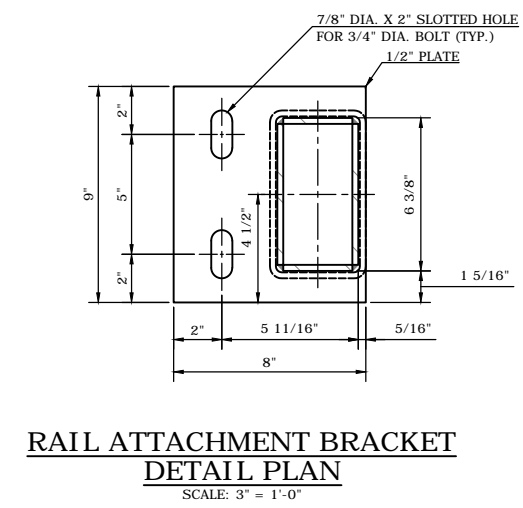 7/8" DIA. X 2" SLOTTED HOLE
FOR 3/4" DIA. BOLT (TYP.)
1/2" PLATE
2"
9"
5"
2"
4 1/2"
6 3/8"
1 5/16"
2"
5 11/16"
5/16"
8"
RAIL ATTACHMENT BRACKET
DETAIL PLAN
SCALE: 3" = 1'-0"